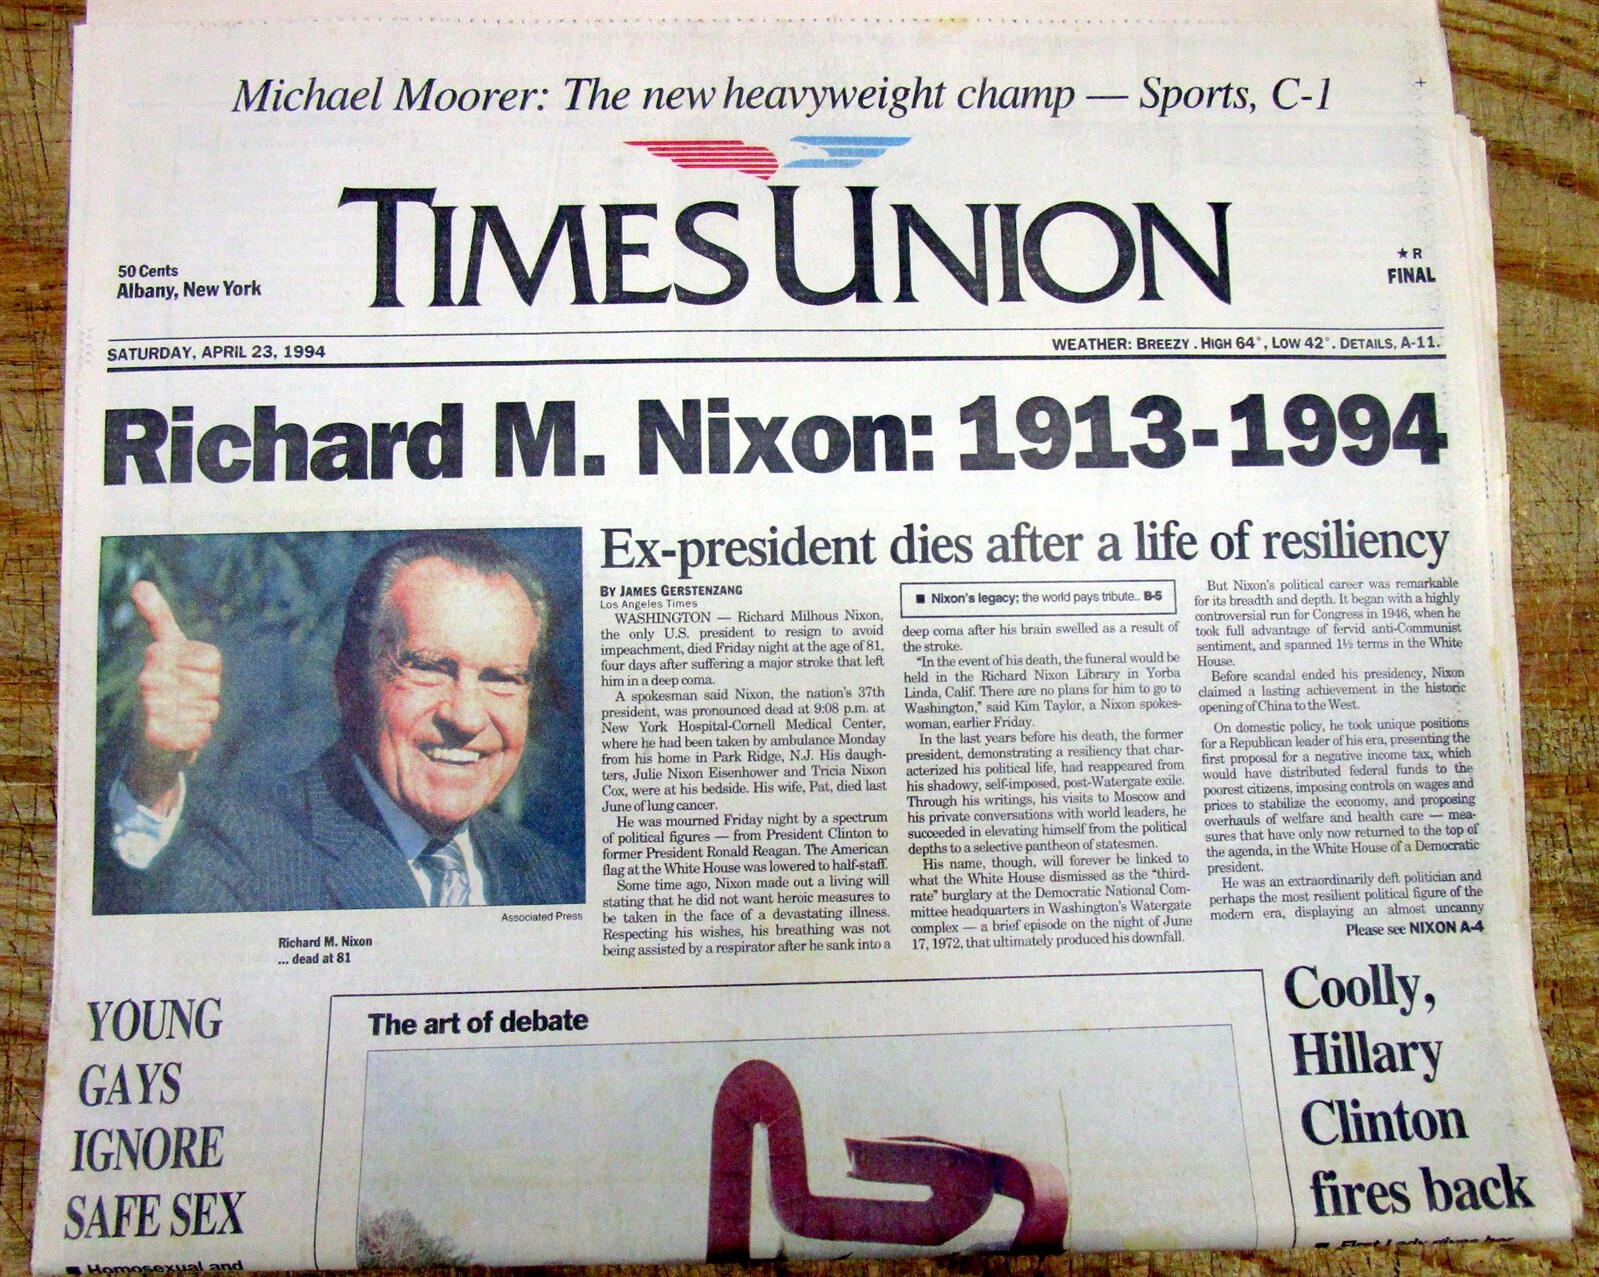 Michael Moorer: The new heavyweight champ — Sports, C-1
TIMES UNION
50 Cents
Albany, New York
★ R
FINAL
SATURDAY, APRIL 23, 1994
WEATHER: BREEZY. HIGH 64°, LOW 42°. DETAILS, A-11.
Richard M. Nixon: 1913-1994
Associated Press
Richard M. Nixon
... dead at 81
Ex-president dies after a life of resiliency
BY JAMES GERSTENZANG
Los Angeles Times
WASHINGTON — Richard Milhous Nixon,
the only U.S. president to resign to avoid
impeachment, died Friday night at the age of 81,
four days after suffering a major stroke that left
him in a deep coma.
A spokesman said Nixon, the nation's 37th
president, was pronounced dead at 9:08 p.m. at
New York Hospital-Cornell Medical Center,
where he had been taken by ambulance Monday
from his home in Park Ridge, N.J. His daugh-
ters, Julie Nixon Eisenhower and Tricia Nixon
Cox, were at his bedside. His wife, Pat, died last
June of lung cancer.
He was mourned Friday night by a spectrum
of political figures — from President Clinton to
former President Ronald Reagan. The American
flag at the White House was lowered to half-staff.
Some time ago, Nixon made out a living will
stating that he did not want heroic measures to
be taken in the face of a devastating illness.
Respecting his wishes, his breathing was not
being assisted by a respirator after he sank into a
■ Nixon's legacy; the world pays tribute.. B-5
deep coma after his brain swelled as a result of
the stroke.
"In the event of his death, the funeral would be
held in the Richard Nixon Library in Yorba
Linda, Calif. There are no plans for him to go to
Washington," said Kim Taylor, a Nixon spokes-
woman, earlier Friday.
In the last years before his death, the former
president, demonstrating a resiliency that char-
acterized his political life, had reappeared from
his shadowy, self-imposed, post-Watergate exile.
Through his writings, his visits to Moscow and
his private conversations with world leaders, he
succeeded in elevating himself from the political
depths to a selective pantheon of statesmen.
His name, though, will forever be linked to
what the White House dismissed as the "third-
rate" burglary at the Democratic National Com-
mittee headquarters in Washington's Watergate
complex — a brief episode on the night of June
17, 1972, that ultimately produced his downfall.
But Nixon's political career was remarkable
for its breadth and depth. It began with a highly
controversial run for Congress in 1946, when he
took full advantage of fervid anti-Communist
sentiment, and spanned 1½ terms in the White
House.
Before scandal ended his presidency, Nixon
claimed a lasting achievement in the historic
opening of China to the West.
On domestic policy, he took unique positions
for a Republican leader of his era, presenting the
first proposal for a negative income tax, which
would have distributed federal funds to the
poorest citizens, imposing controls on wages and
prices to stabilize the economy, and proposing
overhauls of welfare and health care — mea-
sures that have only now returned to the top of
the agenda, in the White House of a Democratic
president.
He was an extraordinarily deft politician and
perhaps the most resilient political figure of the
modern era, displaying an almost uncanny
Please see NIXON A-4
YOUNG
GAYS
IGNORE
SAFE SEX
■ Homosexual and
The art of debate
Coolly,
Hillary
Clinton
fires back
■ First Lady gives her